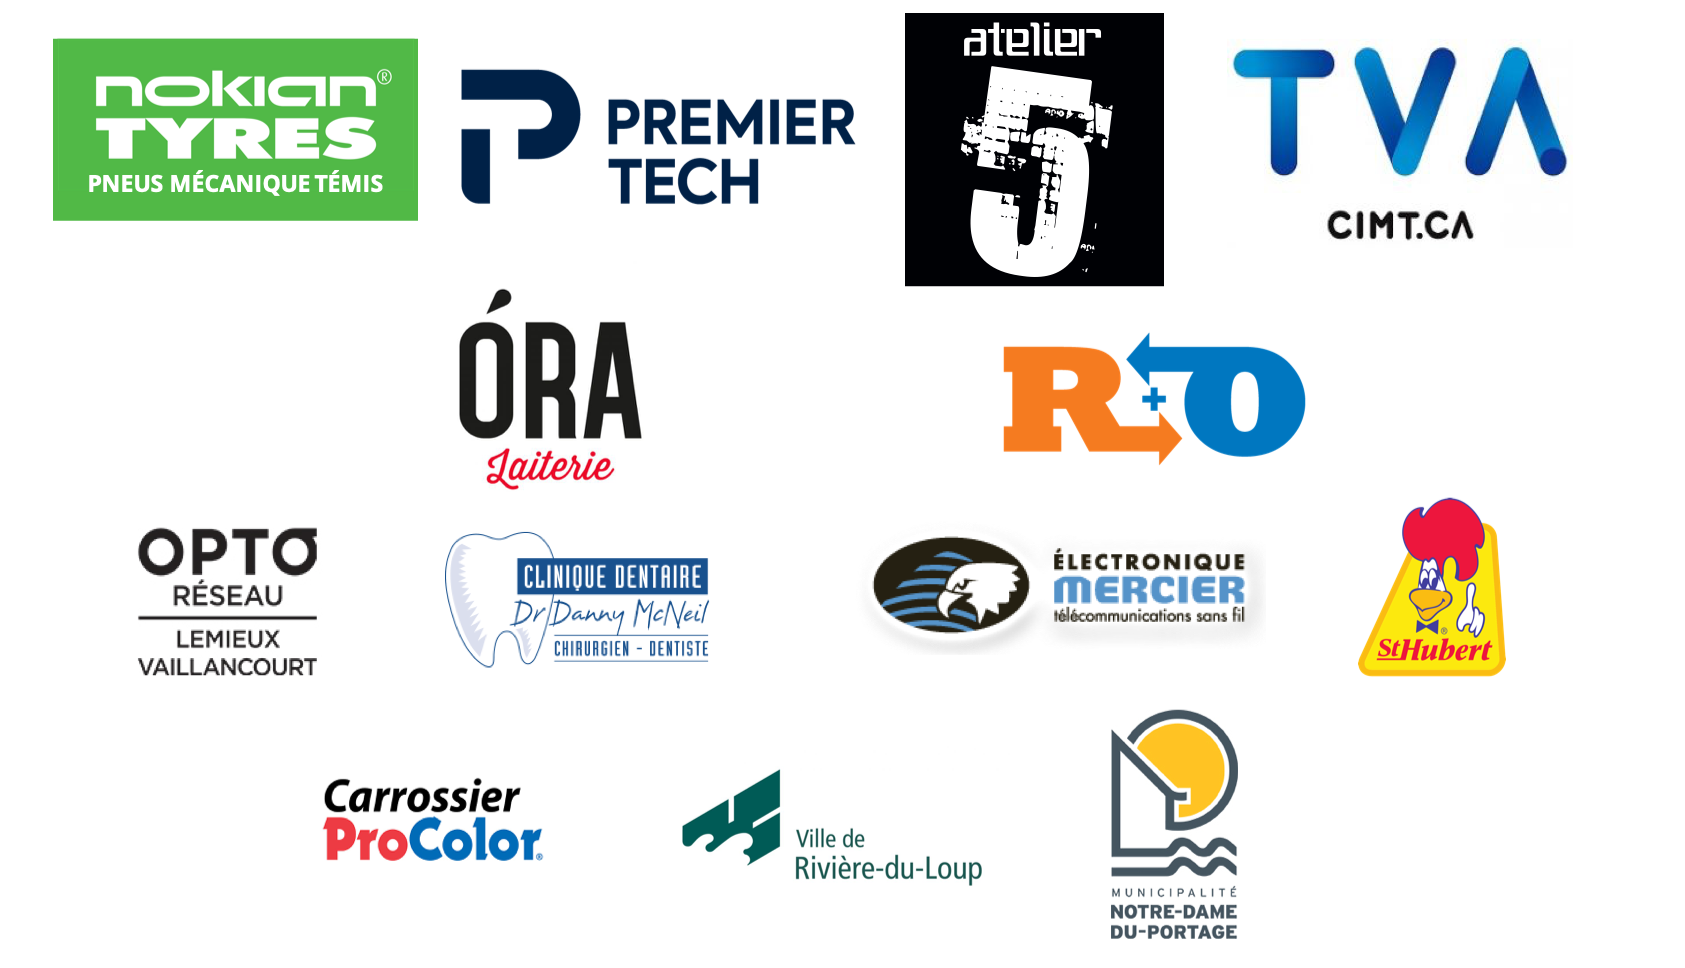 nokian®
TYRES
PNEUS MÉCANIQUE TÉMIS
PREMIER
TECH
atelier
5
TVA
CIMT.CA
ÓRA
Laiterie
R+O
OPTO
RÉSEAU
LEMIEUX
VAILLANCOURT
CLINIQUE DENTAIRE
Dr Danny McNeil
CHIRURGIEN - DENTISTE
ÉLECTRONIQUE
MERCIER
télécommunications sans fil
®
StHubert
Carrossier
ProColor®
Ville de
Rivière-du-Loup
MUNICIPALITÉ
NOTRE-DAME
DU-PORTAGE